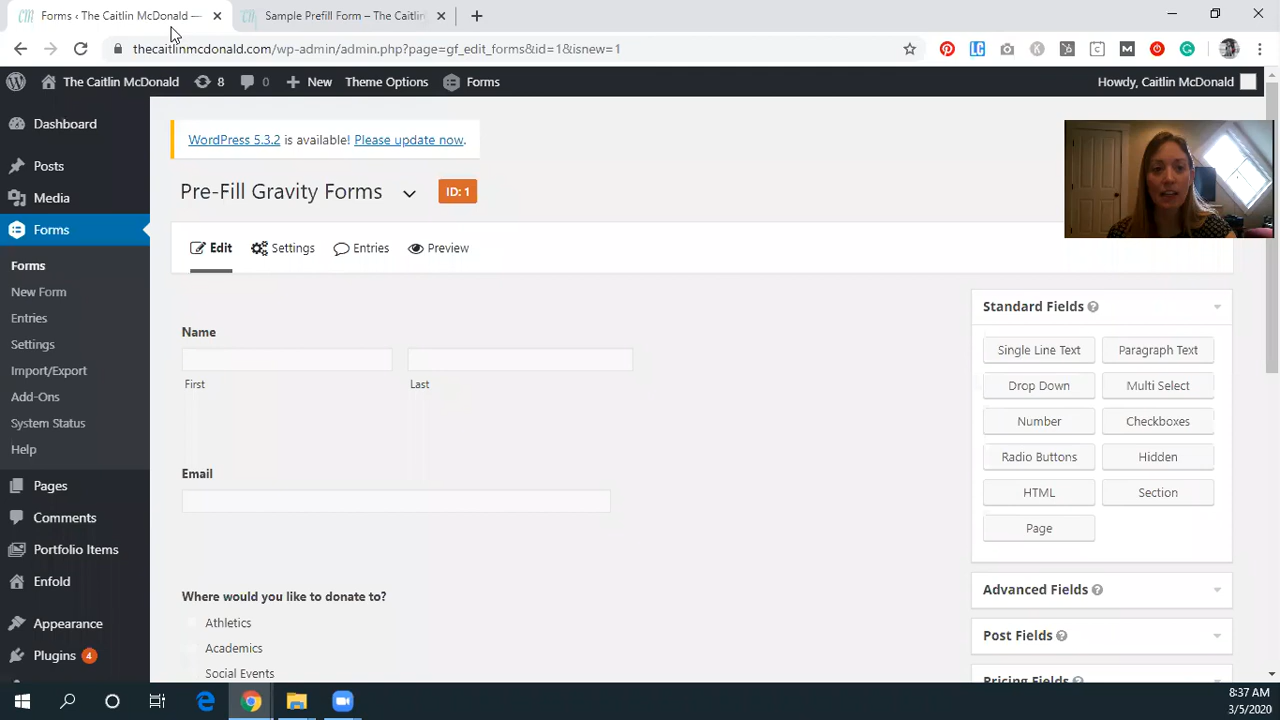 Forms ‹ The Caitlin McDonald —
Sample Prefill Form – The Caitlin
thecaitlinmcdonald.com/wp-admin/admin.php?page=gf_edit_forms&id=1&isnew=1
The Caitlin McDonald
8
0
New
Theme Options
Forms
Howdy, Caitlin McDonald
Dashboard
Posts
Media
Forms
Forms
New Form
Entries
Settings
Import/Export
Add-Ons
System Status
Help
Pages
Comments
Portfolio Items
Enfold
Appearance
Plugins 4
WordPress 5.3.2 is available! Please update now.
Pre-Fill Gravity Forms
ID: 1
Edit
Settings
Entries
Preview
Name
First
Last
Email
Where would you like to donate to?
Athletics
Academics
Social Events
Standard Fields
Single Line Text
Paragraph Text
Drop Down
Multi Select
Number
Checkboxes
Radio Buttons
Hidden
HTML
Section
Page
Advanced Fields
Post Fields
Pricing Fields
8:37 AM
3/5/2020